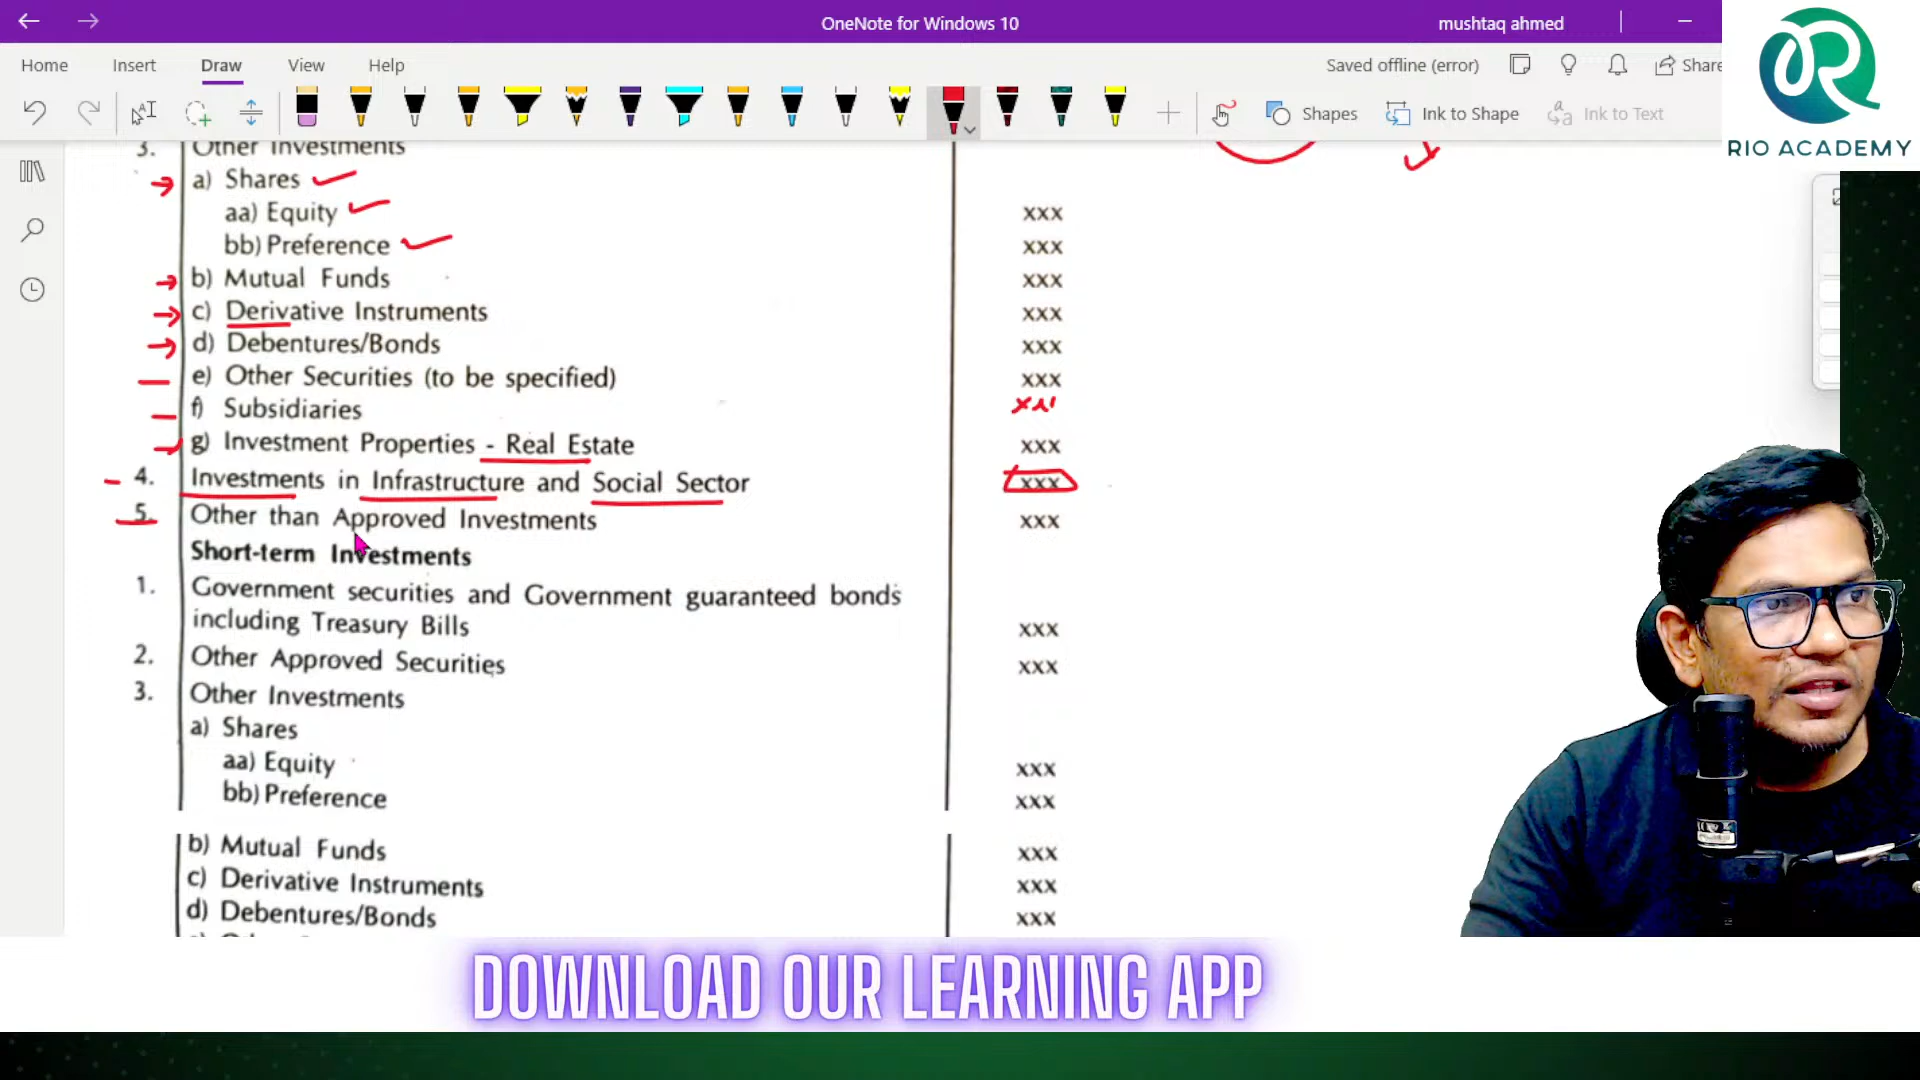 OneNote for Windows 10
mushtaq ahmed
Home Insert Draw View Help
Saved offline (error)
Share
Shapes
Ink to Shape
Ink to Text
RIO ACADEMY
3. Other Investments
a) Shares
aa) Equity xxx
bb) Preference xxx
b) Mutual Funds xxx
c) Derivative Instruments xxx
d) Debentures/Bonds xxx
e) Other Securities (to be specified) xxx
f) Subsidiaries
g) Investment Properties - Real Estate xxx
4. Investments in Infrastructure and Social Sector xxx
5. Other than Approved Investments xxx
Short-term Investments
1. Government securities and Government guaranteed bonds
including Treasury Bills xxx
2. Other Approved Securities xxx
3. Other Investments
a) Shares
aa) Equity xxx
bb) Preference xxx
b) Mutual Funds xxx
c) Derivative Instruments xxx
d) Debentures/Bonds xxx
DOWNLOAD OUR LEARNING APP